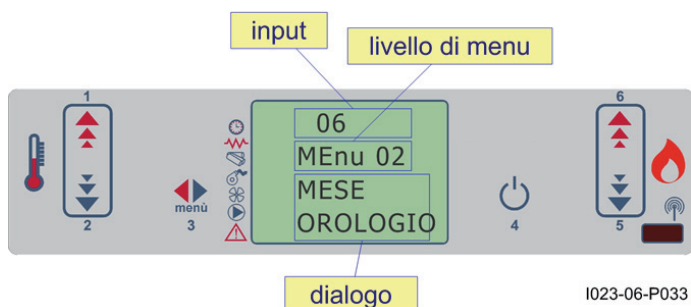 input
livello di menu
1
6
06
MEnu 02
MESE
OROLOGIO
menù
2
3
4
5
dialogo
I023-06-P033